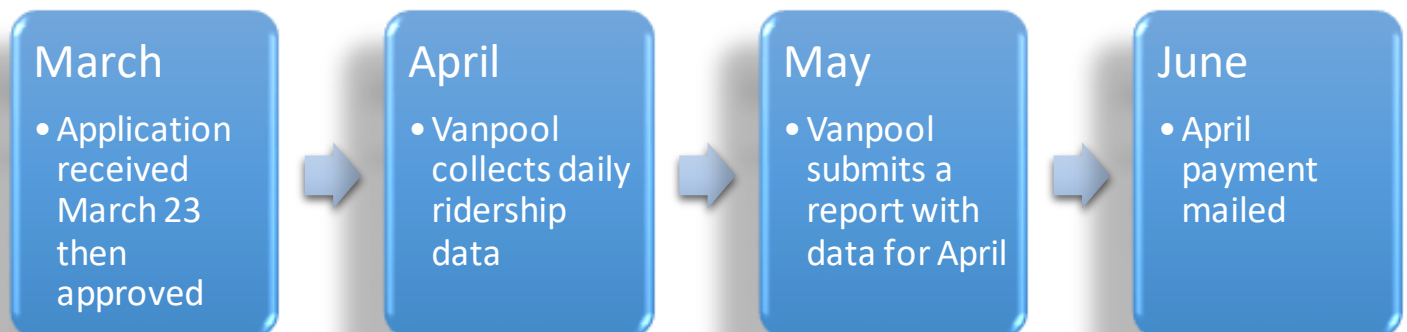 March
• Application
received
March 23
then
approved
April
• Vanpool
collects daily
ridership
data
May
• Vanpool
submits a
report with
data for April
June
• April
payment
mailed